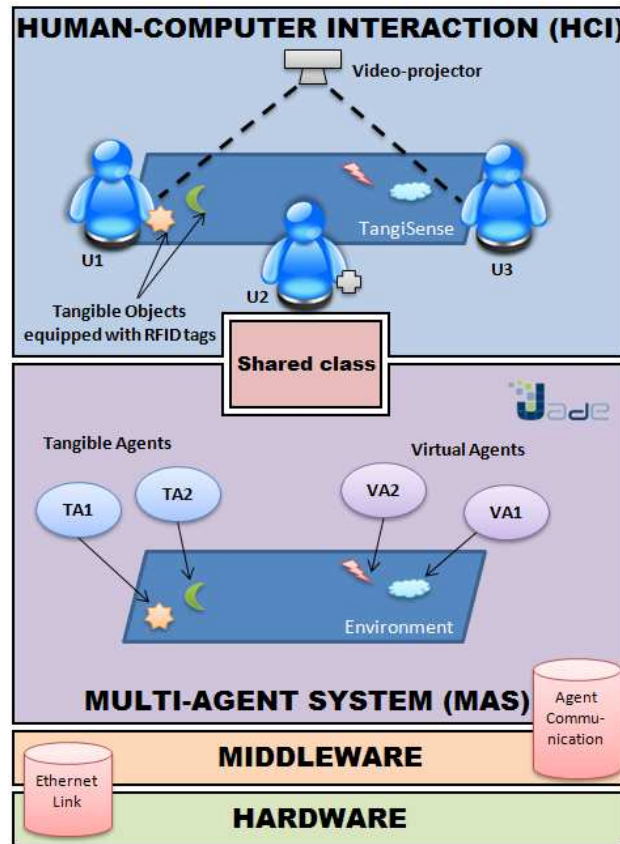 HUMAN-COMPUTER INTERACTION (HCI)
Video-projector
TangiSense
U1
U2
U3
Tangible Objects
equipped with RFID tags
Shared class
Jade
Tangible Agents
Virtual Agents
TA1
TA2
VA2
VA1
Environment
MULTI-AGENT SYSTEM (MAS)
Agent
Commu-
nication
MIDDLEWARE
Ethernet
Link
HARDWARE